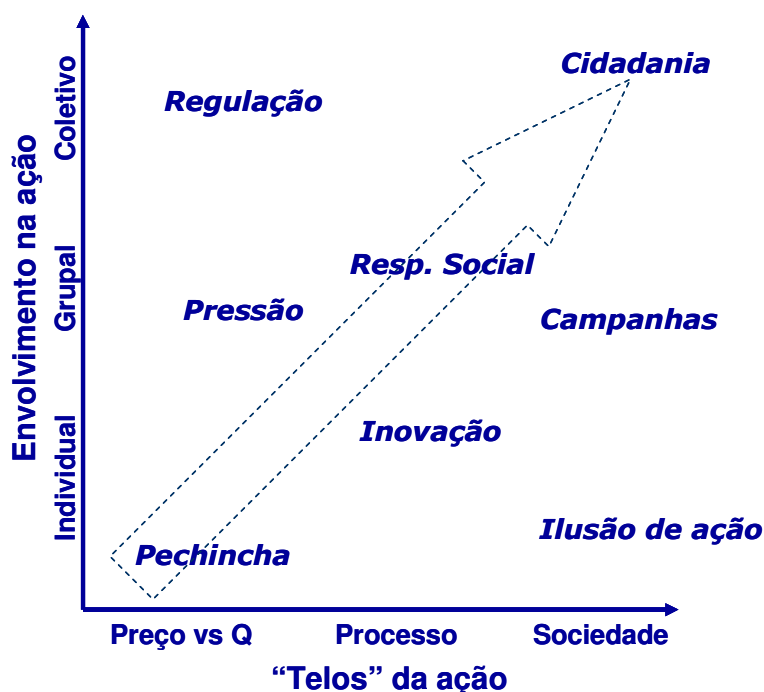 Cidadania
Regulação
Coletivo
Envolvimento na ação
Grupal
Resp. Social
Pressão
Campanhas
Inovação
Individual
Ilusão de ação
Pechincha
Preço vs Q
Processo
Sociedade
“Telos” da ação